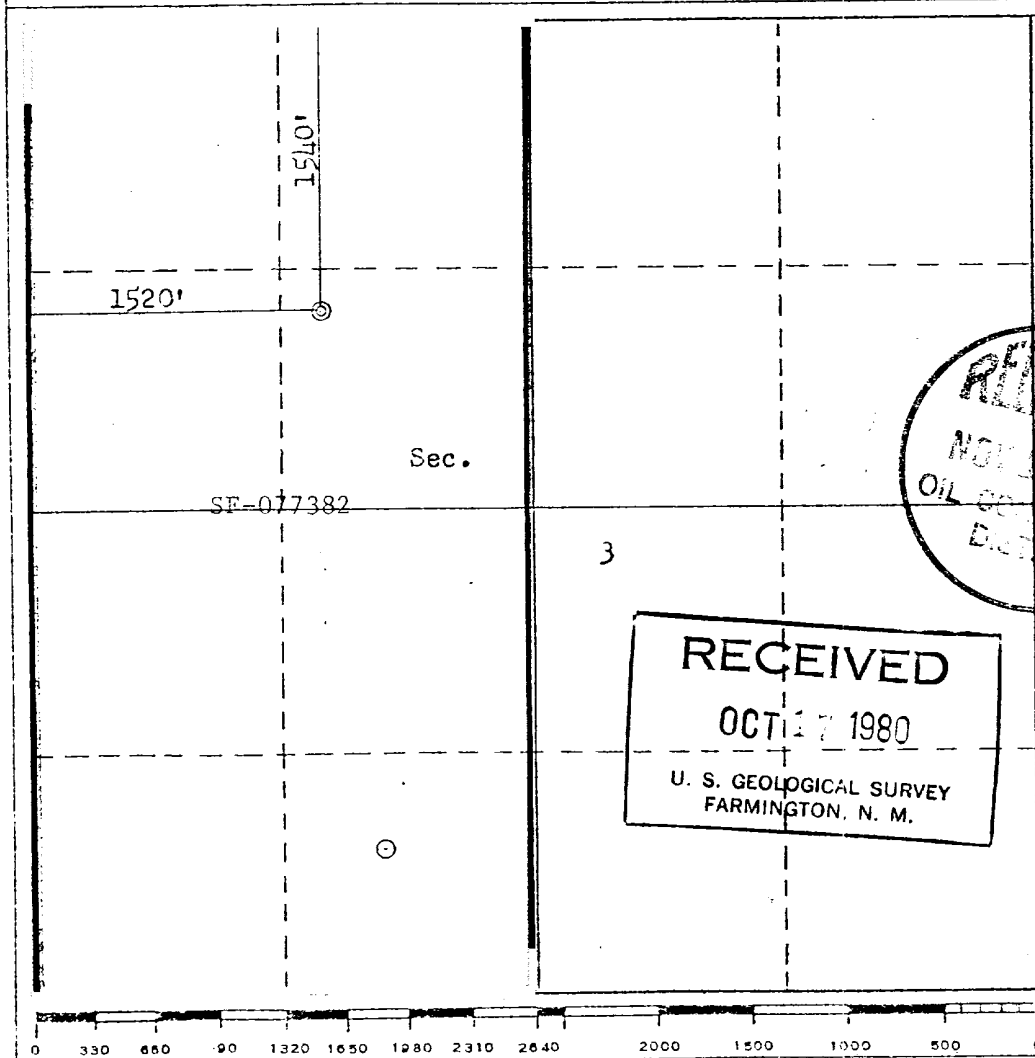 1540'
1520'
Sec.
SF-077382
3
OIL
RECEIVED
OCT 17 1980
U. S. GEOLOGICAL SURVEY
FARMINGTON, N. M.
0 330 660 90 1320 1650 1980 2310 2640 2000 1500 1000 500